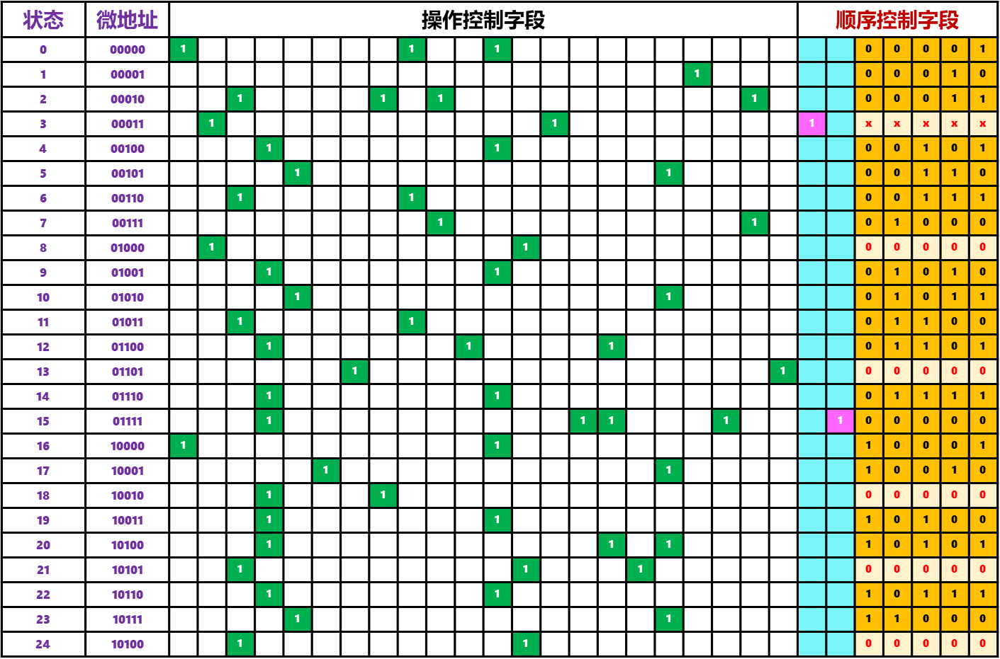 状态 微地址 操作控制字段 顺序控制字段
0 00000 1 1 1 0 0 0 0 1
1 00001 1 0 0 0 1 0
2 00010 1 1 1 1 0 0 0 1 1
3 00011 1 1 1 x x x x x
4 00100 1 1 0 0 1 0 1
5 00101 1 1 0 0 1 1 0
6 00110 1 1 0 0 1 1 1
7 00111 1 1 0 1 0 0 0
8 01000 1 1 0 0 0 0 0
9 01001 1 1 0 1 0 1 0
10 01010 1 1 0 1 0 1 1
11 01011 1 1 0 1 1 0 0
12 01100 1 1 1 0 1 1 0 1
13 01101 1 1 0 0 0 0 0
14 01110 1 1 0 1 1 1 1
15 01111 1 1 1 1 1 0 0 0 0 0
16 10000 1 1 1 0 0 0 1
17 10001 1 1 1 0 0 1 0
18 10010 1 1 0 0 0 0 0
19 10011 1 1 1 0 1 0 0
20 10100 1 1 1 1 0 1 0 1
21 10101 1 1 1 0 0 0 0 0
22 10110 1 1 1 0 1 1 1
23 10111 1 1 1 1 0 0 0
24 10100 1 1 0 0 0 0 0